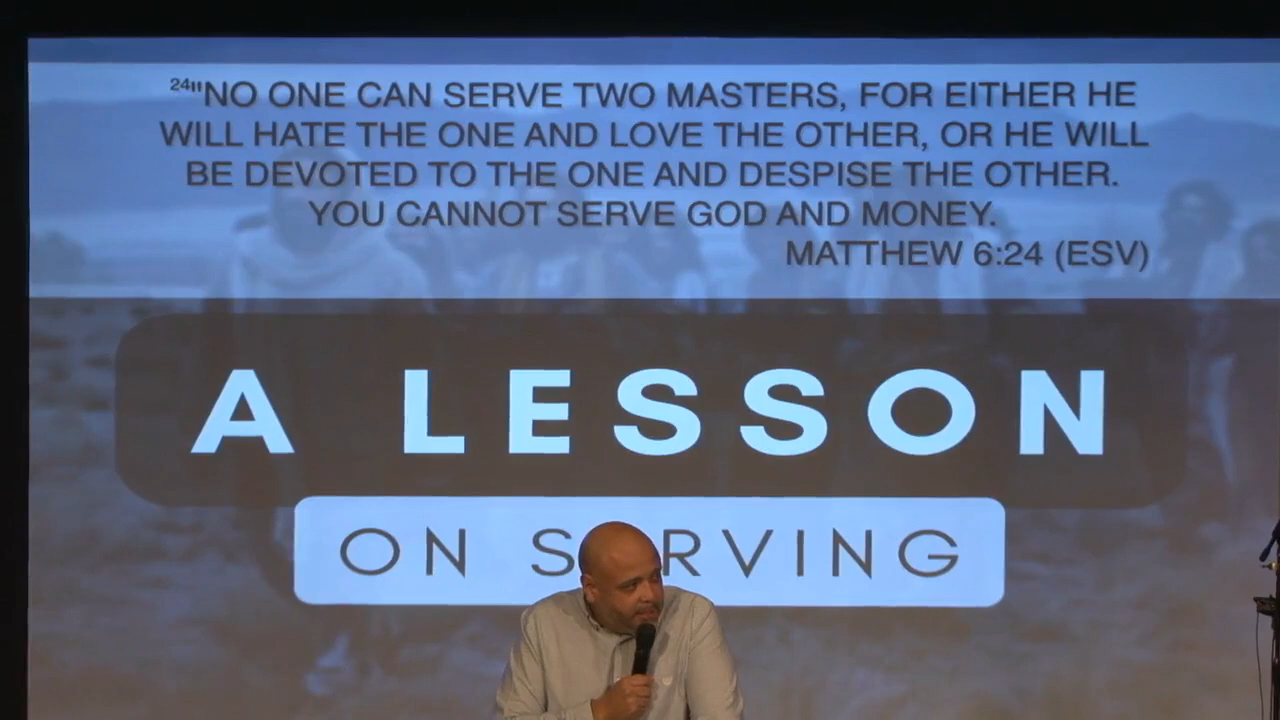 24"NO ONE CAN SERVE TWO MASTERS, FOR EITHER HE
WILL HATE THE ONE AND LOVE THE OTHER, OR HE WILL
BE DEVOTED TO THE ONE AND DESPISE THE OTHER.
YOU CANNOT SERVE GOD AND MONEY.
MATTHEW 6:24 (ESV)
A LESSON
ON SERVING